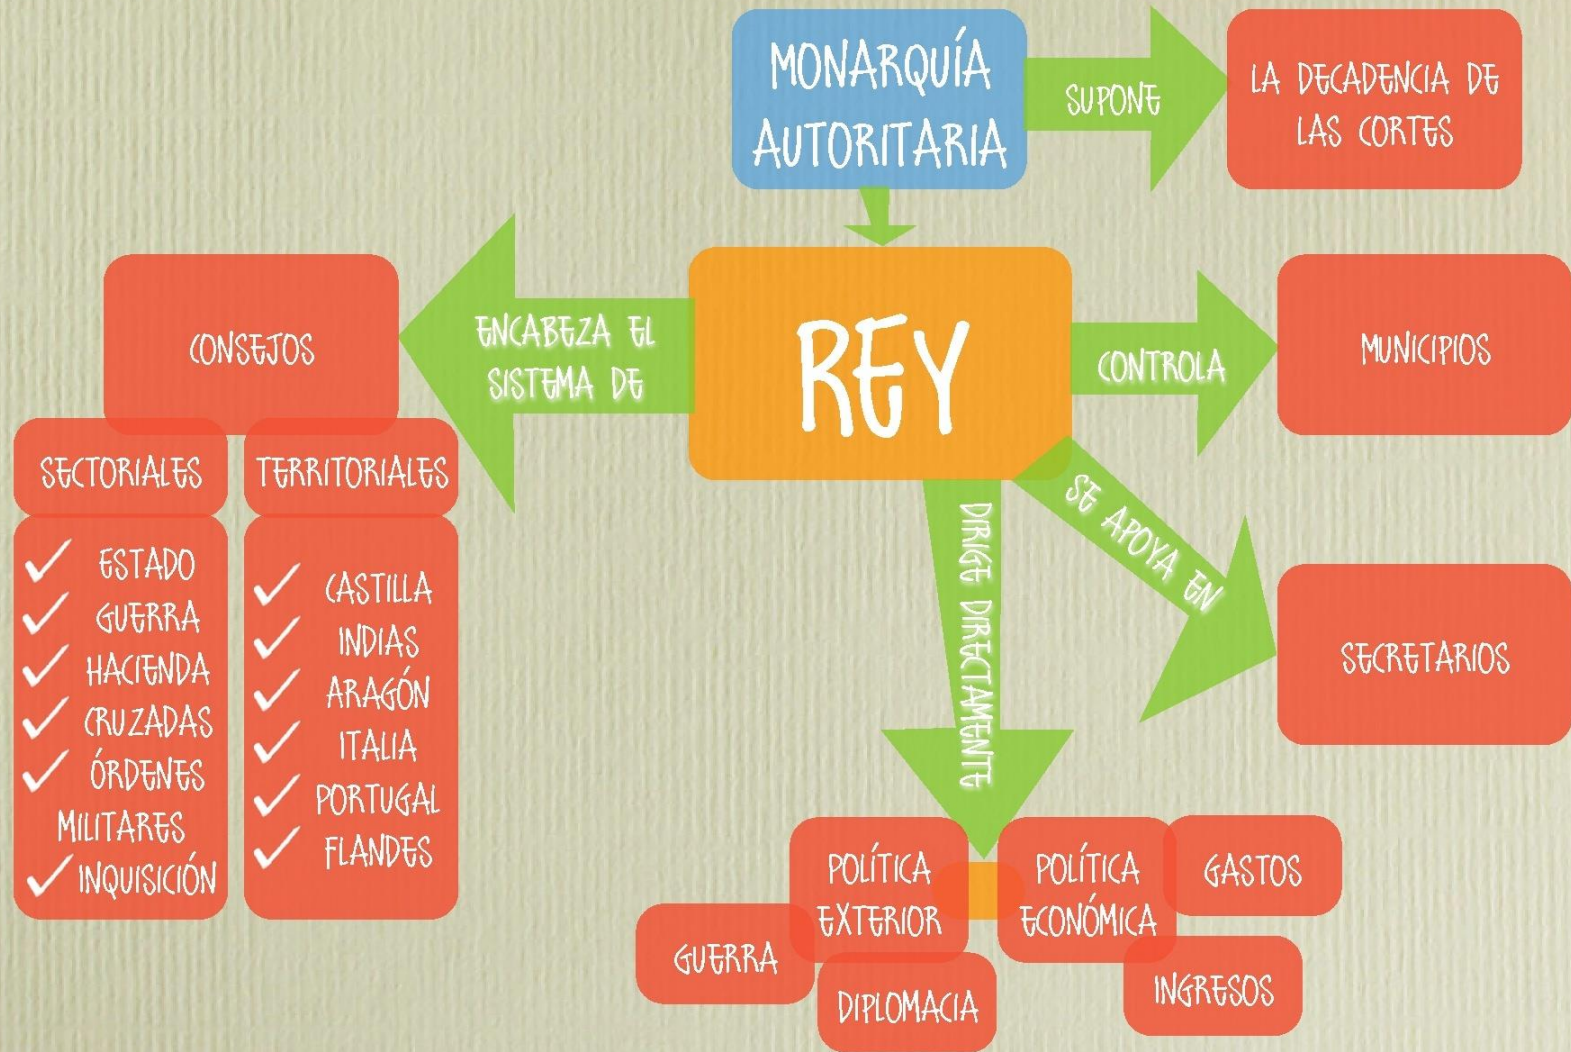 MONARQUÍA
AUTORITARIA
SUPONE
LA DECADENCIA DE
LAS CORTES
REY
ENCABEZA EL
SISTEMA DE
CONSEJOS
SECTORIALES
ESTADO
GUERRA
HACIENDA
CRUZADAS
ÓRDENES
MILITARES
INQUISICIÓN
TERRITORIALES
CASTILLA
INDIAS
ARAGÓN
ITALIA
PORTUGAL
FLANDES
CONTROLA
MUNICIPIOS
SE APOYA EN
SECRETARIOS
DIRIGE DIRECTAMENTE
POLÍTICA
EXTERIOR
GUERRA
DIPLOMACIA
POLÍTICA
ECONÓMICA
GASTOS
INGRESOS